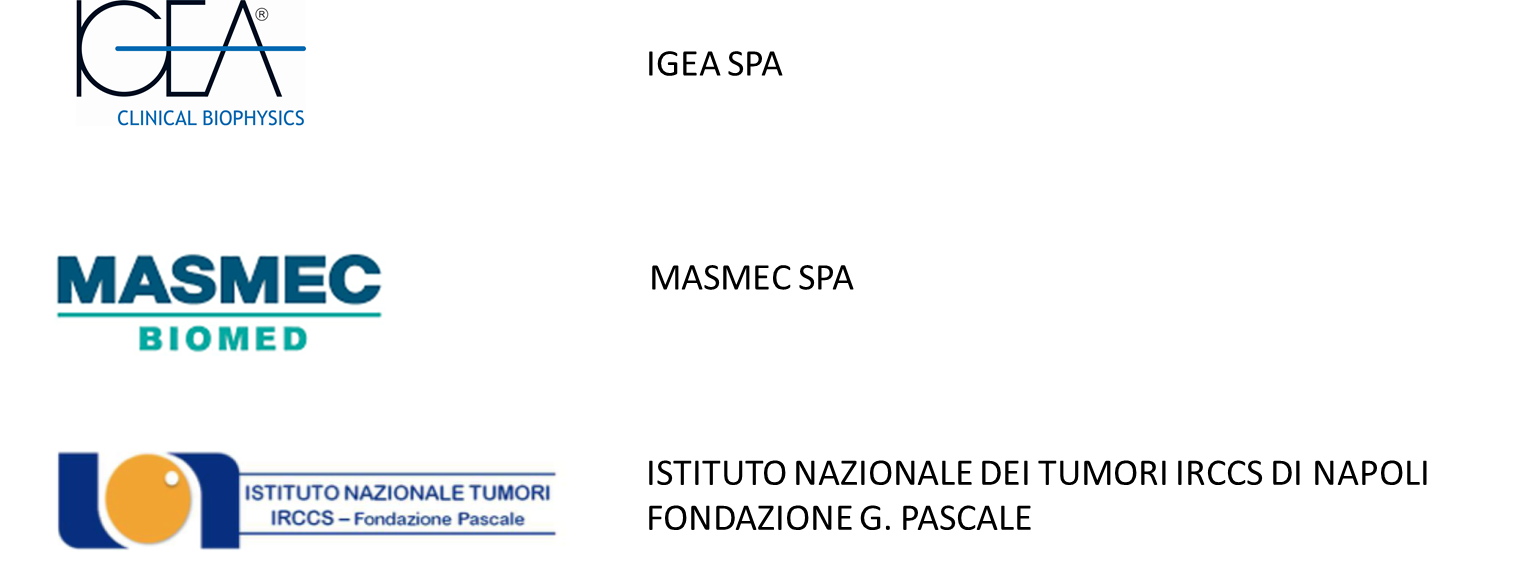 IGEA®
CLINICAL BIOPHYSICS
IGEA SPA
MASMEC
BIOMED
MASMEC SPA
ISTITUTO NAZIONALE TUMORI
IRCCS – Fondazione Pascale
ISTITUTO NAZIONALE DEI TUMORI IRCCS DI NAPOLI
FONDAZIONE G. PASCALE